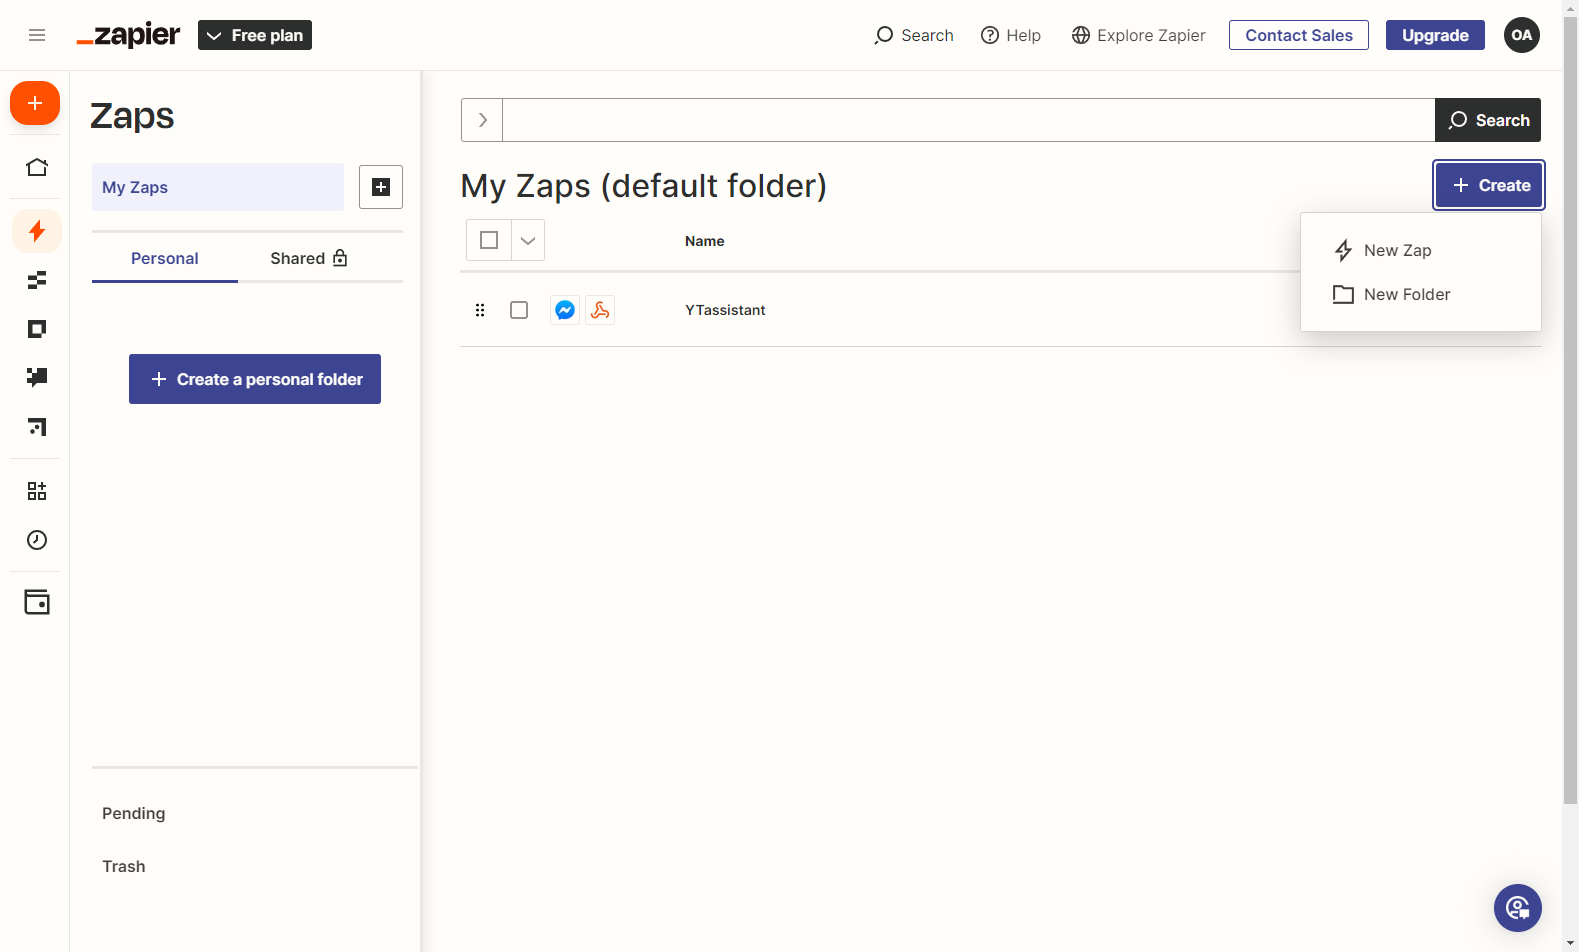 zapier
Free plan
Search
Help
Explore Zapier
Contact Sales
Upgrade
OA
Zaps
My Zaps
Personal
Shared
Create a personal folder
Pending
Trash
Search
My Zaps (default folder)
Create
Name
New Zap
New Folder
YTassistant